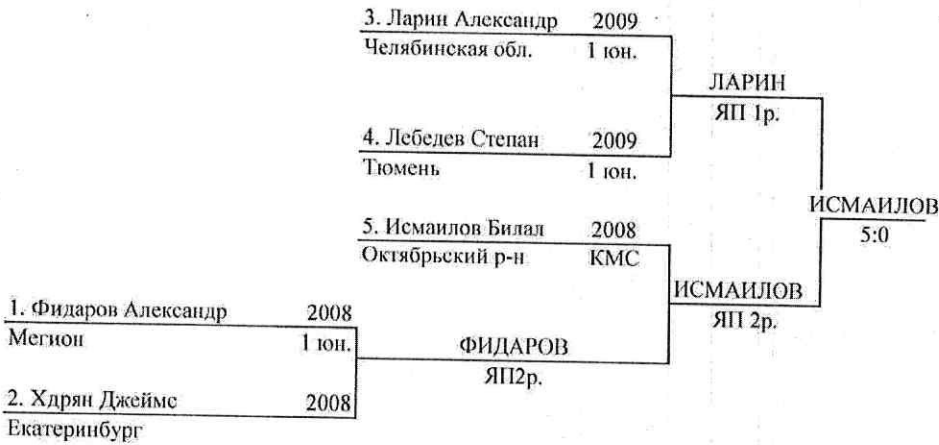 3. Ларин Александр 2009
Челябинская обл. 1 юн.
ЛАРИН
ЯП 1р.
4. Лебедев Степан 2009
Тюмень 1 юн.
ИСМАИЛОВ
5:0
5. Исмаилов Билал 2008
Октябрьский р-н КМС
ИСМАИЛОВ
ЯП 2р.
1. Фидаров Александр 2008
Мегион 1 юн.
ФИДАРОВ
ЯП2р.
2. Хдрян Джеймс 2008
Екатеринбург